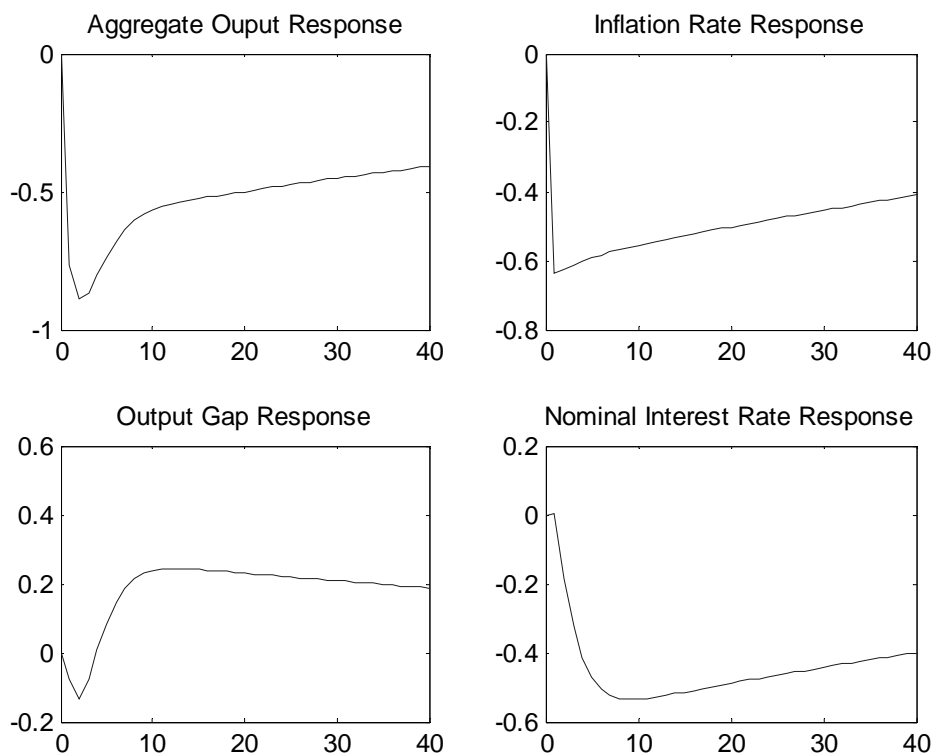 Aggregate Ouput Response
0
-0.5
-1
0 10 20 30 40
Inflation Rate Response
0
-0.2
-0.4
-0.6
-0.8
0 10 20 30 40
Output Gap Response
0.6
0.4
0.2
0
-0.2
0 10 20 30 40
Nominal Interest Rate Response
0.2
0
-0.2
-0.4
-0.6
0 10 20 30 40